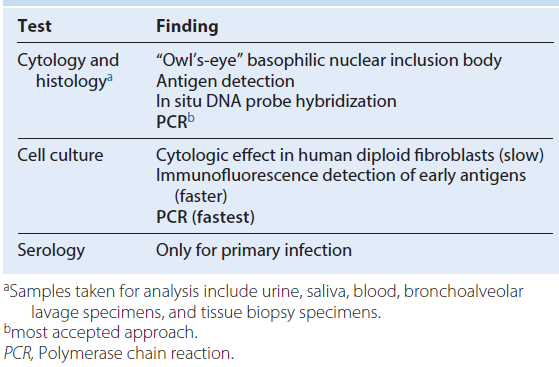 Test Finding
Cytology and “Owl’s-eye” basophilic nuclear inclusion body
histologyᵃ Antigen detection
In situ DNA probe hybridization
PCRᵇ
Cell culture Cytologic effect in human diploid fibroblasts (slow)
Immunofluorescence detection of early antigens
(faster)
PCR (fastest)
Serology Only for primary infection
ᵃSamples taken for analysis include urine, saliva, blood, bronchoalveolar
lavage specimens, and tissue biopsy specimens.
ᵇmost accepted approach.
PCR, Polymerase chain reaction.